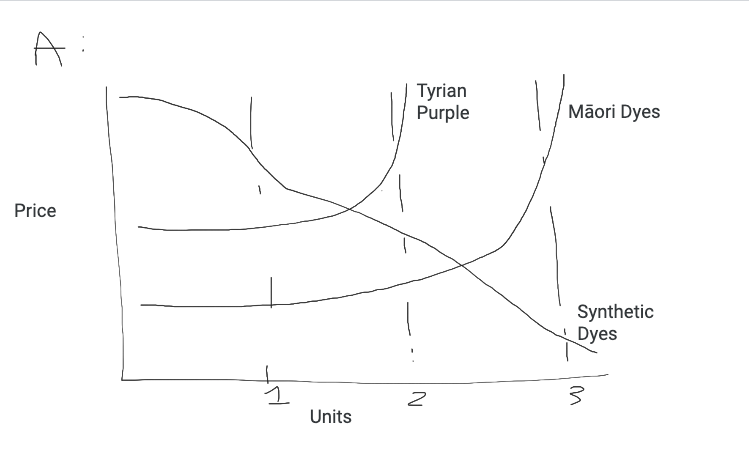 A:
Tyrian
Purple
Māori Dyes
Price
Synthetic
Dyes
1
2
3
Units